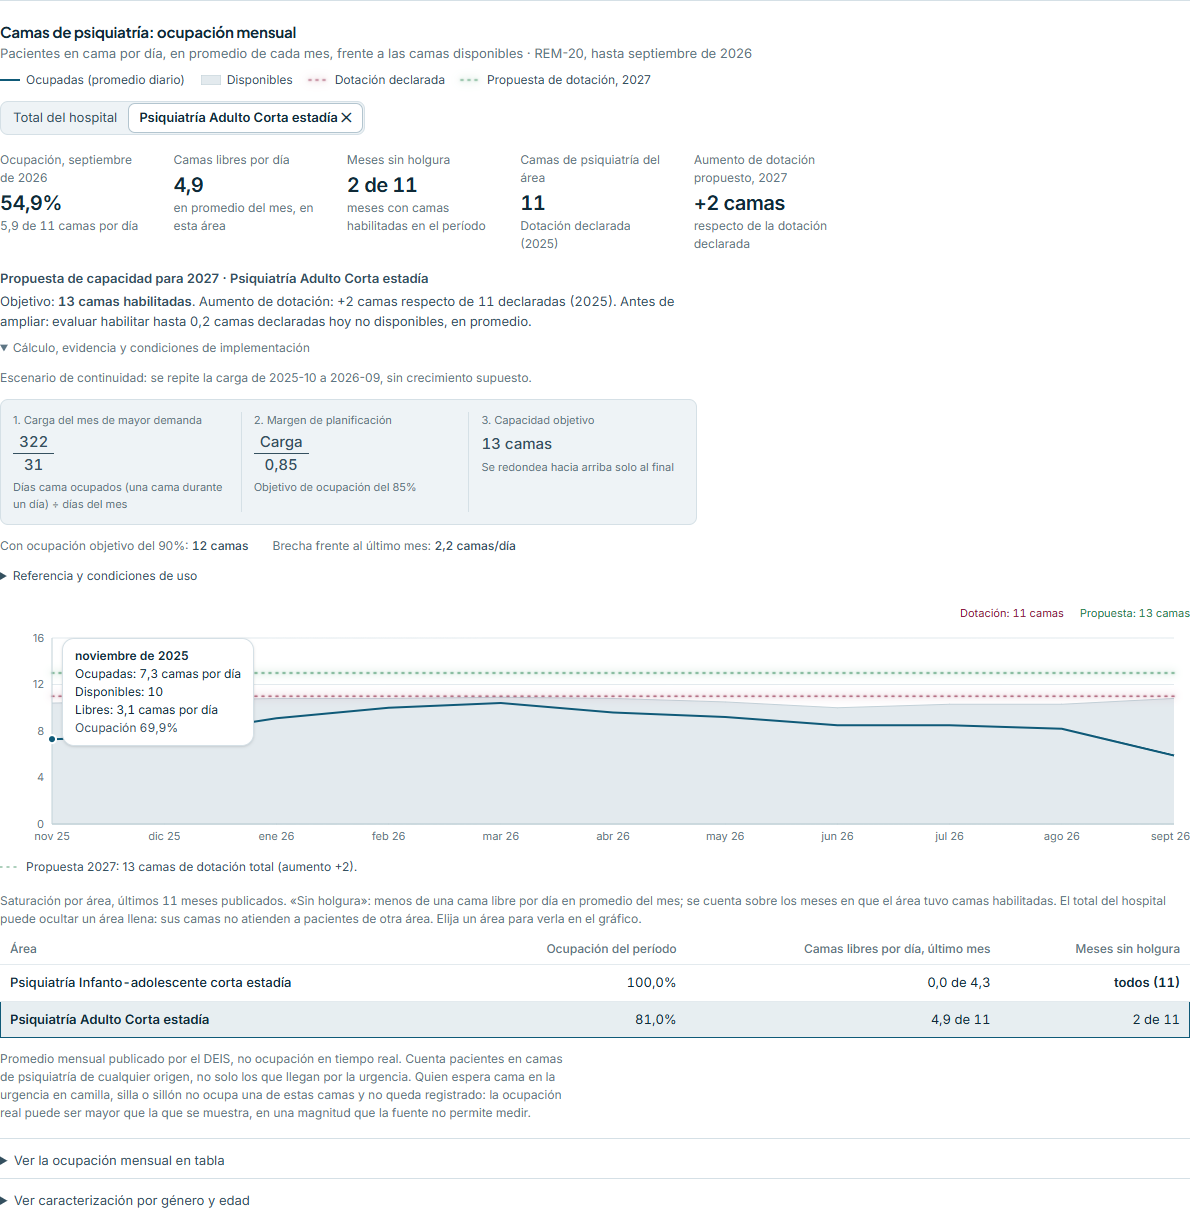 Camas de psiquiatría: ocupación mensual
Pacientes en cama por día, en promedio de cada mes, frente a las camas disponibles · REM-20, hasta septiembre de 2026
Ocupadas (promedio diario) Disponibles Dotación declarada Propuesta de dotación, 2027
Total del hospital Psiquiatría Adulto Corta estadía ✕
Ocupación, septiembre de 2026
54,9%
5,9 de 11 camas por día
Camas libres por día
4,9
en promedio del mes, en esta área
Meses sin holgura
2 de 11
meses con camas habilitadas en el período
Camas de psiquiatría del área
11
Dotación declarada (2025)
Aumento de dotación propuesto, 2027
+2 camas
respecto de la dotación declarada
Propuesta de capacidad para 2027 · Psiquiatría Adulto Corta estadía
Objetivo: 13 camas habilitadas. Aumento de dotación: +2 camas respecto de 11 declaradas (2025). Antes de
ampliar: evaluar habilitar hasta 0,2 camas declaradas hoy no disponibles, en promedio.
▼ Cálculo, evidencia y condiciones de implementación
Escenario de continuidad: se repite la carga de 2025-10 a 2026-09, sin crecimiento supuesto.
1. Carga del mes de mayor demanda
322
31
Días cama ocupados (una cama durante
un día) ÷ días del mes
2. Margen de planificación
Carga
0,85
Objetivo de ocupación del 85%
3. Capacidad objetivo
13 camas
Se redondea hacia arriba solo al final
Con ocupación objetivo del 90%: 12 camas Brecha frente al último mes: 2,2 camas/día
▶ Referencia y condiciones de uso
Dotación: 11 camas Propuesta: 13 camas
16
12
8
4
0
noviembre de 2025
Ocupadas: 7,3 camas por día
Disponibles: 10
Libres: 3,1 camas por día
Ocupación 69,9%
nov 25 dic 25 ene 26 feb 26 mar 26 abr 26 may 26 jun 26 jul 26 ago 26 sept 26
Propuesta 2027: 13 camas de dotación total (aumento +2).
Saturación por área, últimos 11 meses publicados. «Sin holgura»: menos de una cama libre por día en promedio del mes; se cuenta sobre los meses en que el área tuvo camas habilitadas. El total del hospital
puede ocultar un área llena: sus camas no atienden a pacientes de otra área. Elija un área para verla en el gráfico.
Área Ocupación del período Camas libres por día, último mes Meses sin holgura
Psiquiatría Infanto-adolescente corta estadía 100,0% 0,0 de 4,3 todos (11)
Psiquiatría Adulto Corta estadía 81,0% 4,9 de 11 2 de 11
Promedio mensual publicado por el DEIS, no ocupación en tiempo real. Cuenta pacientes en camas
de psiquiatría de cualquier origen, no solo los que llegan por la urgencia. Quien espera cama en la
urgencia en camilla, silla o sillón no ocupa una de estas camas y no queda registrado: la ocupación
real puede ser mayor que la que se muestra, en una magnitud que la fuente no permite medir.
▶ Ver la ocupación mensual en tabla
▶ Ver caracterización por género y edad